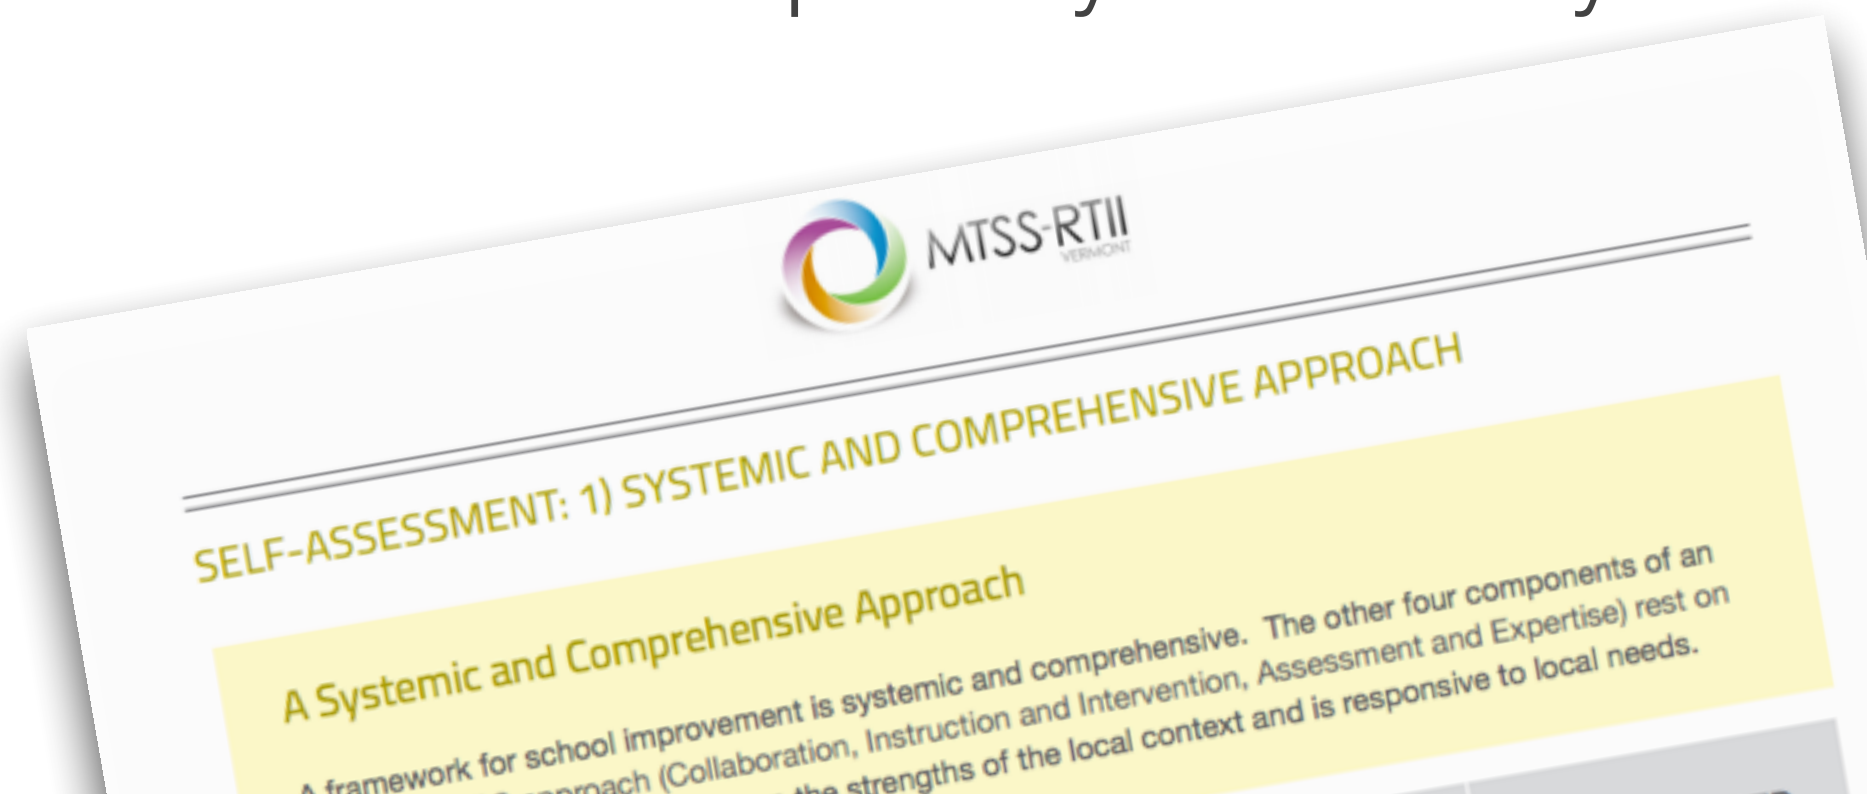 MTSS-RTII
VERMONT
SELF-ASSESSMENT: 1) SYSTEMIC AND COMPREHENSIVE APPROACH
A Systemic and Comprehensive Approach
A framework for school improvement is systemic and comprehensive. The other four components of an
approach (Collaboration, Instruction and Intervention, Assessment and Expertise) rest on
the strengths of the local context and is responsive to local needs.